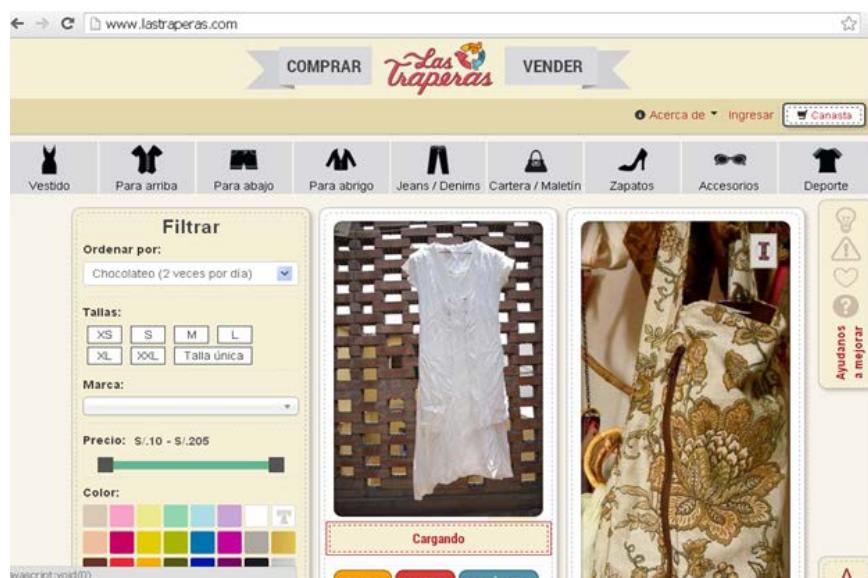 www.lastraperas.com
COMPRAR
Las Traperas
VENDER
Acerca de
Ingresar
Canasta
Vestido
Para arriba
Para abajo
Para abrigo
Jeans / Denims
Cartera / Maletín
Zapatos
Accesorios
Deporte
Filtrar
Ordenar por:
Chocolateo (2 veces por día)
Tallas:
XS S M L
XL XXL Talla única
Marca:
Precio: S/.10 - S/.205
Color:
T
Cargando
I
Ayudanos
a mejorar